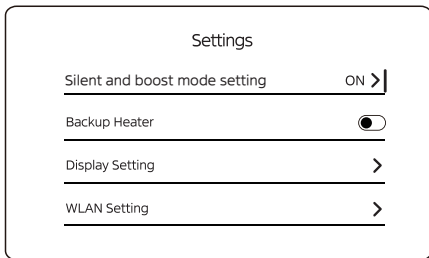 Settings
Silent and boost mode setting ON
Backup Heater
Display Setting
WLAN Setting